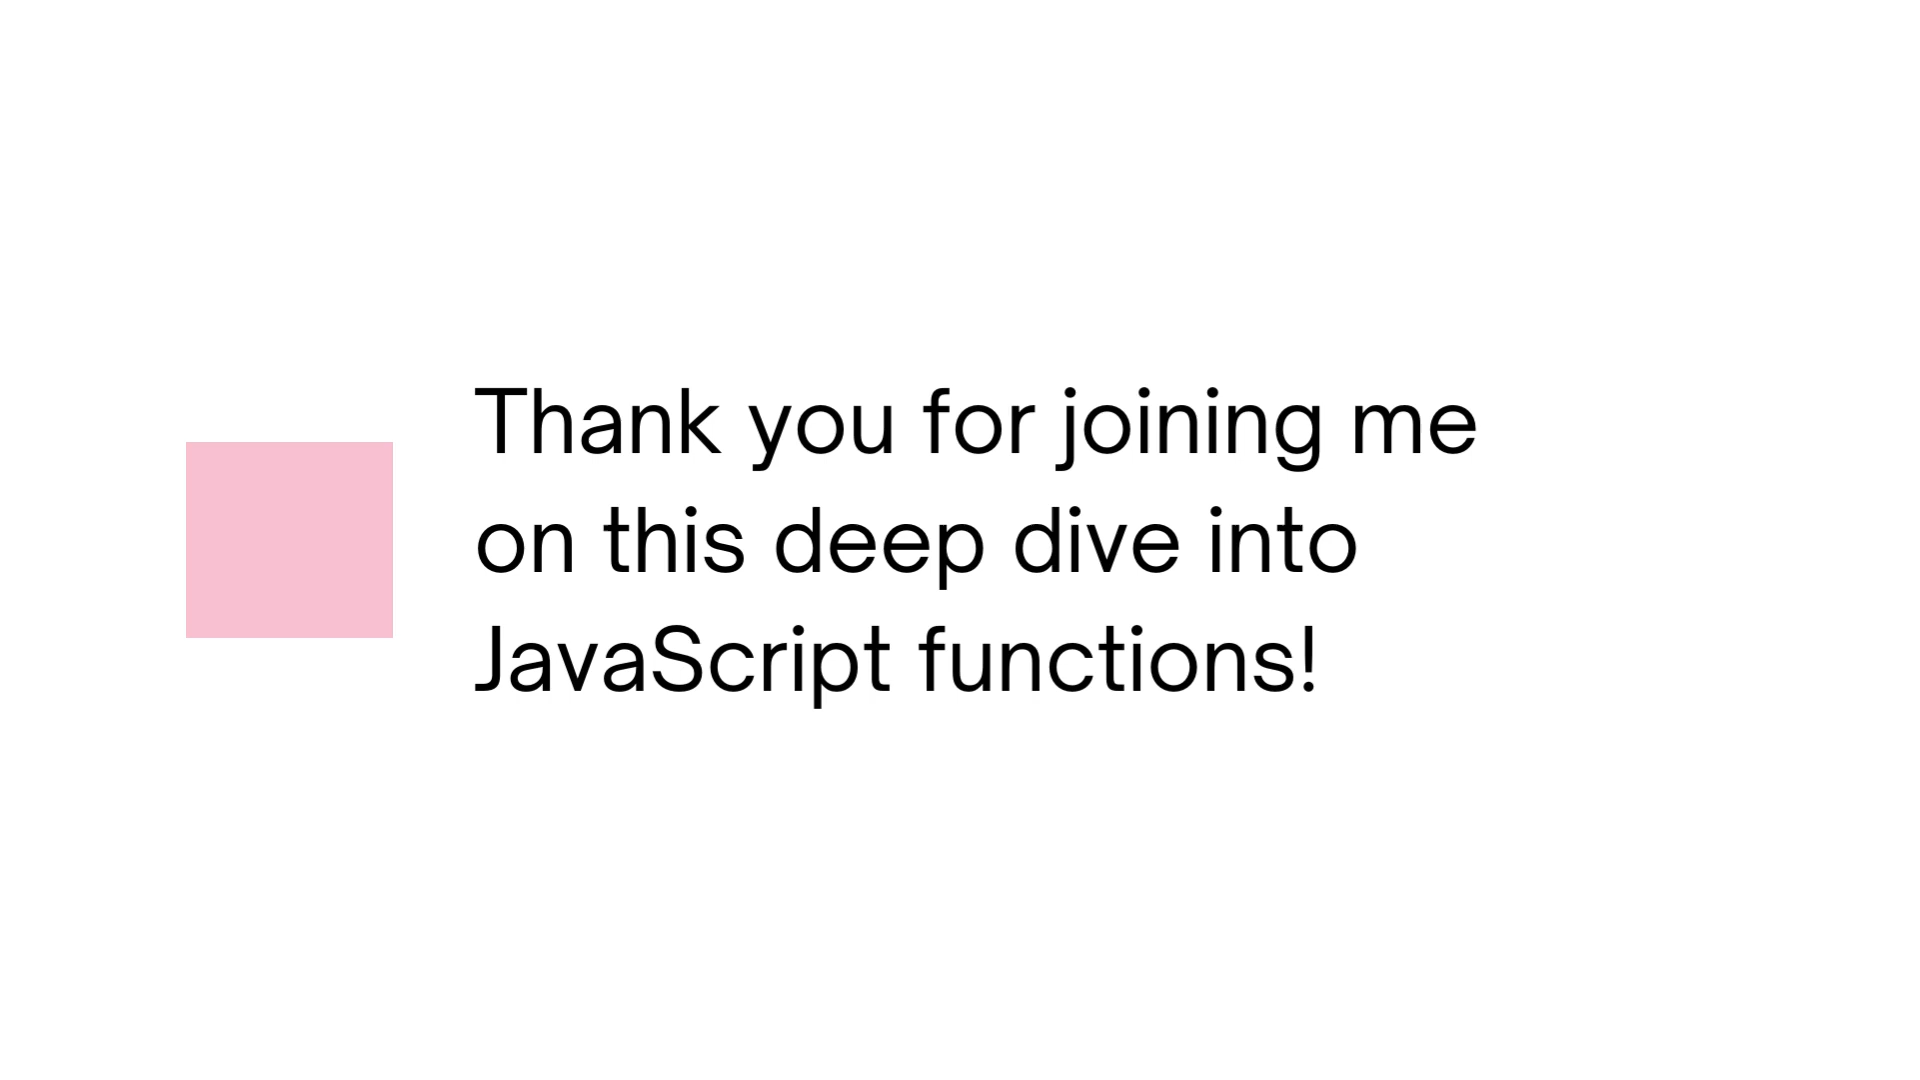 Thank you for joining me
on this deep dive into
JavaScript functions!